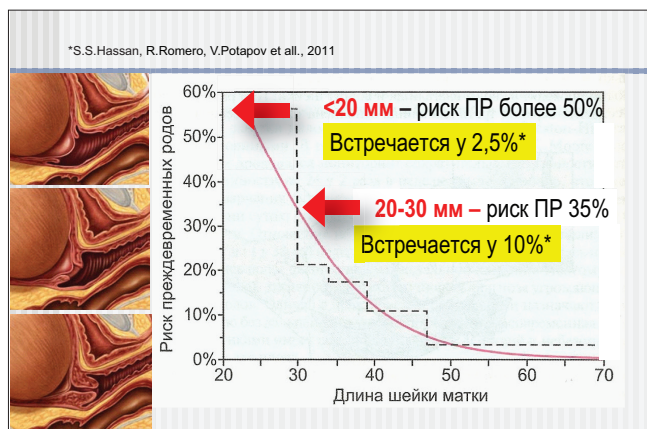 *S.S.Hassan, R.Romero, V.Potapov et all., 2011
60%
50%
40%
30%
20%
10%
0%
Риск преждевременных родов
<20 мм – риск ПР более 50%
Встречается у 2,5%*
20-30 мм – риск ПР 35%
Встречается у 10%*
20 30 40 50 60 70
Длина шейки матки